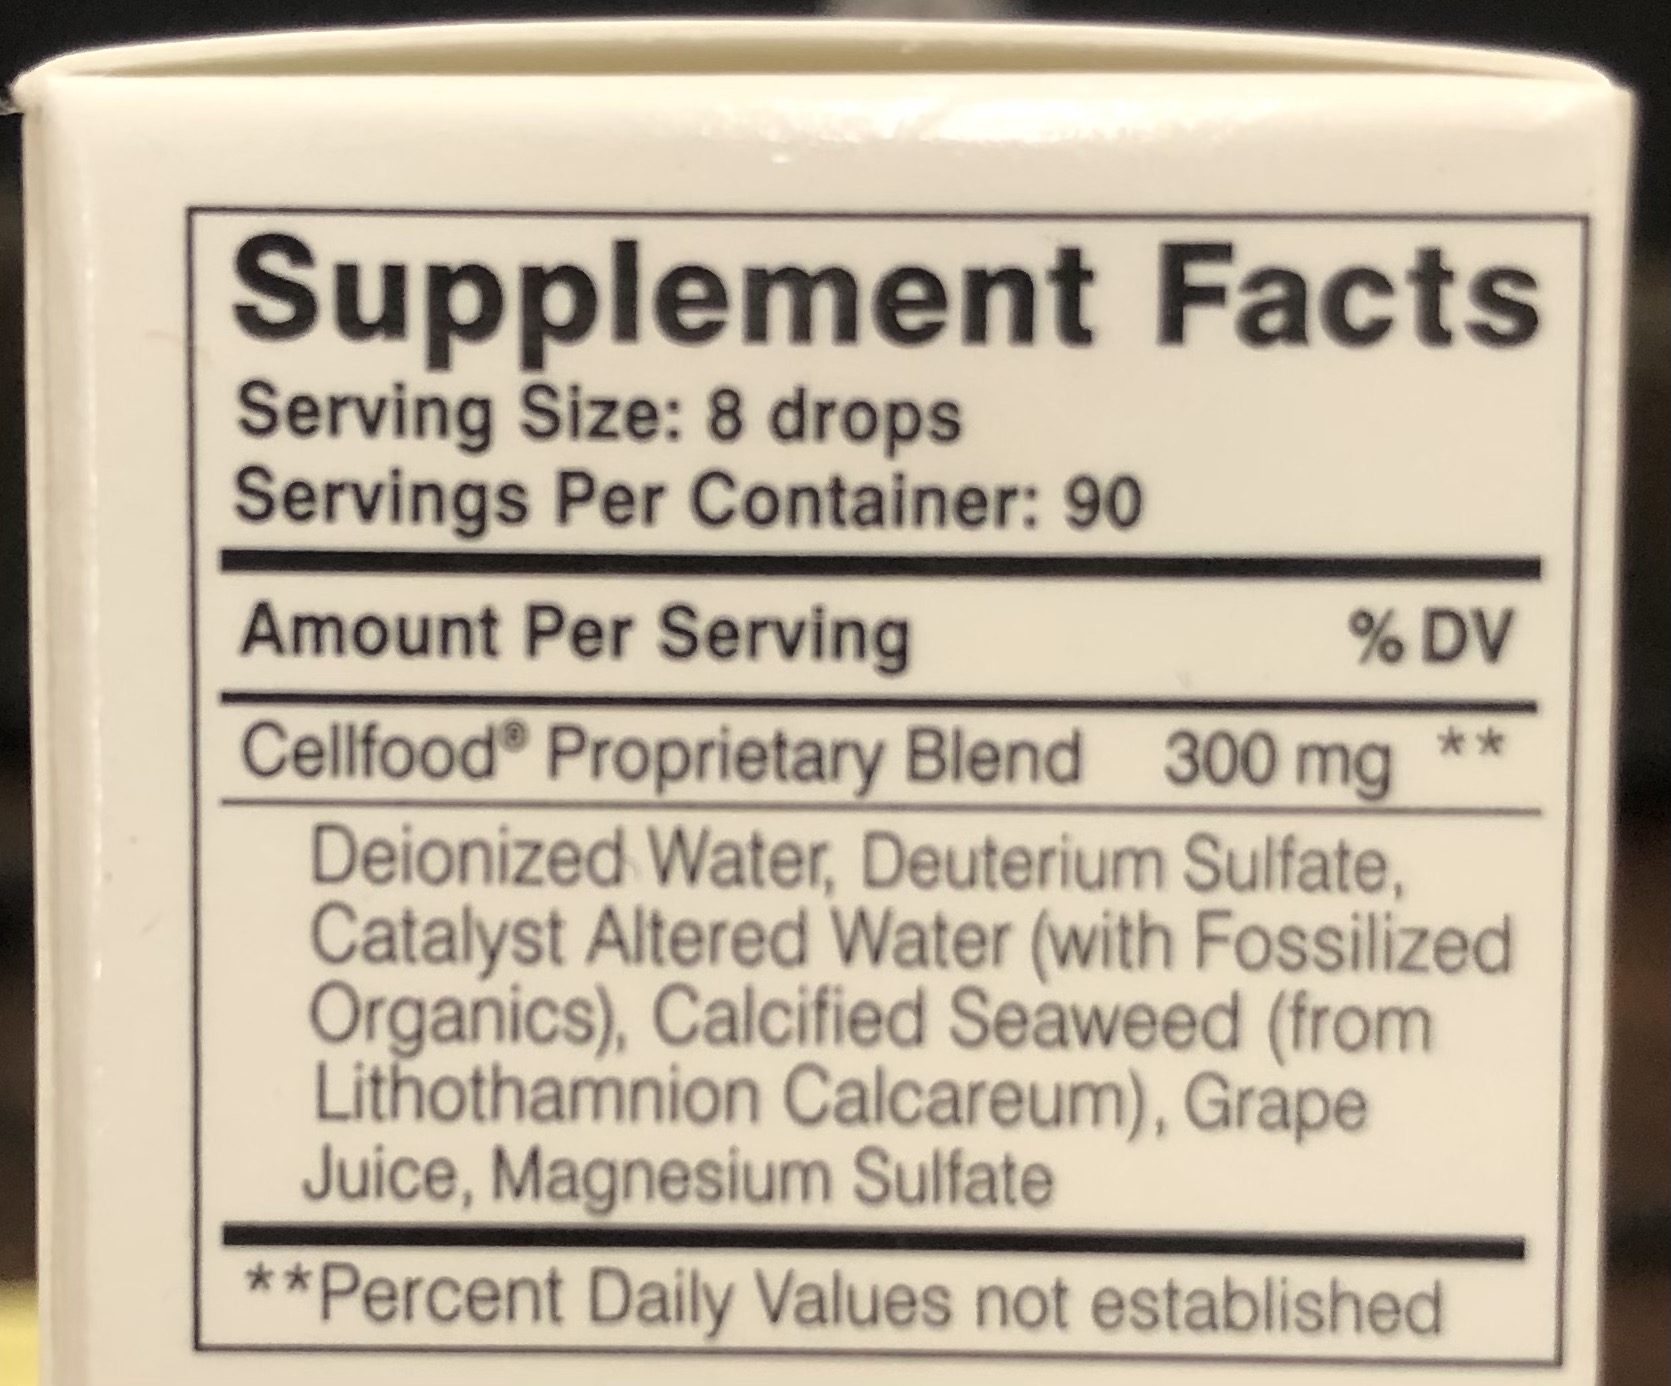 Supplement Facts
Serving Size: 8 drops
Servings Per Container: 90
Amount Per Serving % DV
Cellfood® Proprietary Blend 300 mg **
Deionized Water, Deuterium Sulfate,
Catalyst Altered Water (with Fossilized
Organics), Calcified Seaweed (from
Lithothamnion Calcareum), Grape
Juice, Magnesium Sulfate
**Percent Daily Values not established